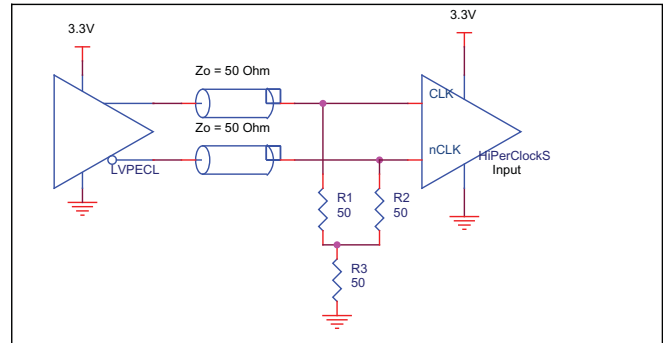 3.3V
3.3V
Zo = 50 Ohm
CLK
Zo = 50 Ohm
nCLK
LVPECL
HiPerClockS
Input
R1
50
R2
50
R3
50